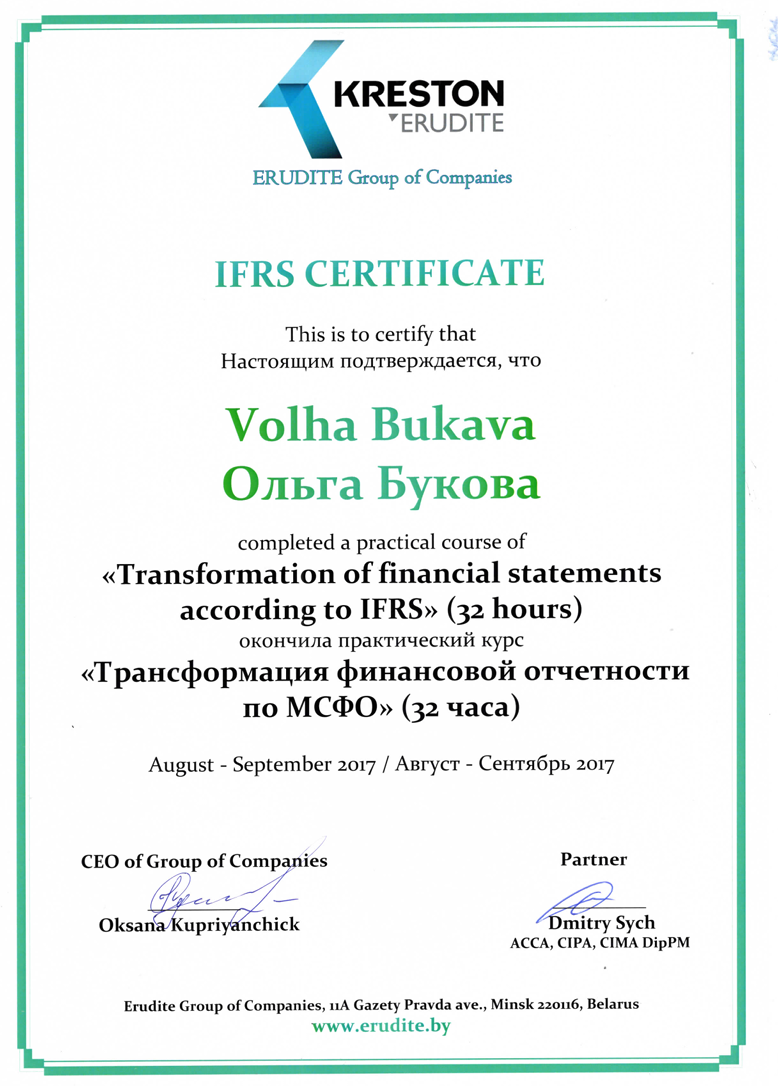 KRESTON
ERUDITE
ERUDITE Group of Companies
IFRS CERTIFICATE
This is to certify that
Настоящим подтверждается, что
Volha Bukava
Ольга Букова
completed a practical course of
«Transformation of financial statements
according to IFRS» (32 hours)
окончила практический курс
«Трансформация финансовой отчетности
по МСФО» (32 часа)
August - September 2017 / Август - Сентябрь 2017
CEO of Group of Companies
Partner
Oksana Kupriyanchick
Dmitry Sych
ACCA, CIPA, CIMA DipPM
Erudite Group of Companies, 11A Gazety Pravda ave., Minsk 220116, Belarus
www.erudite.by